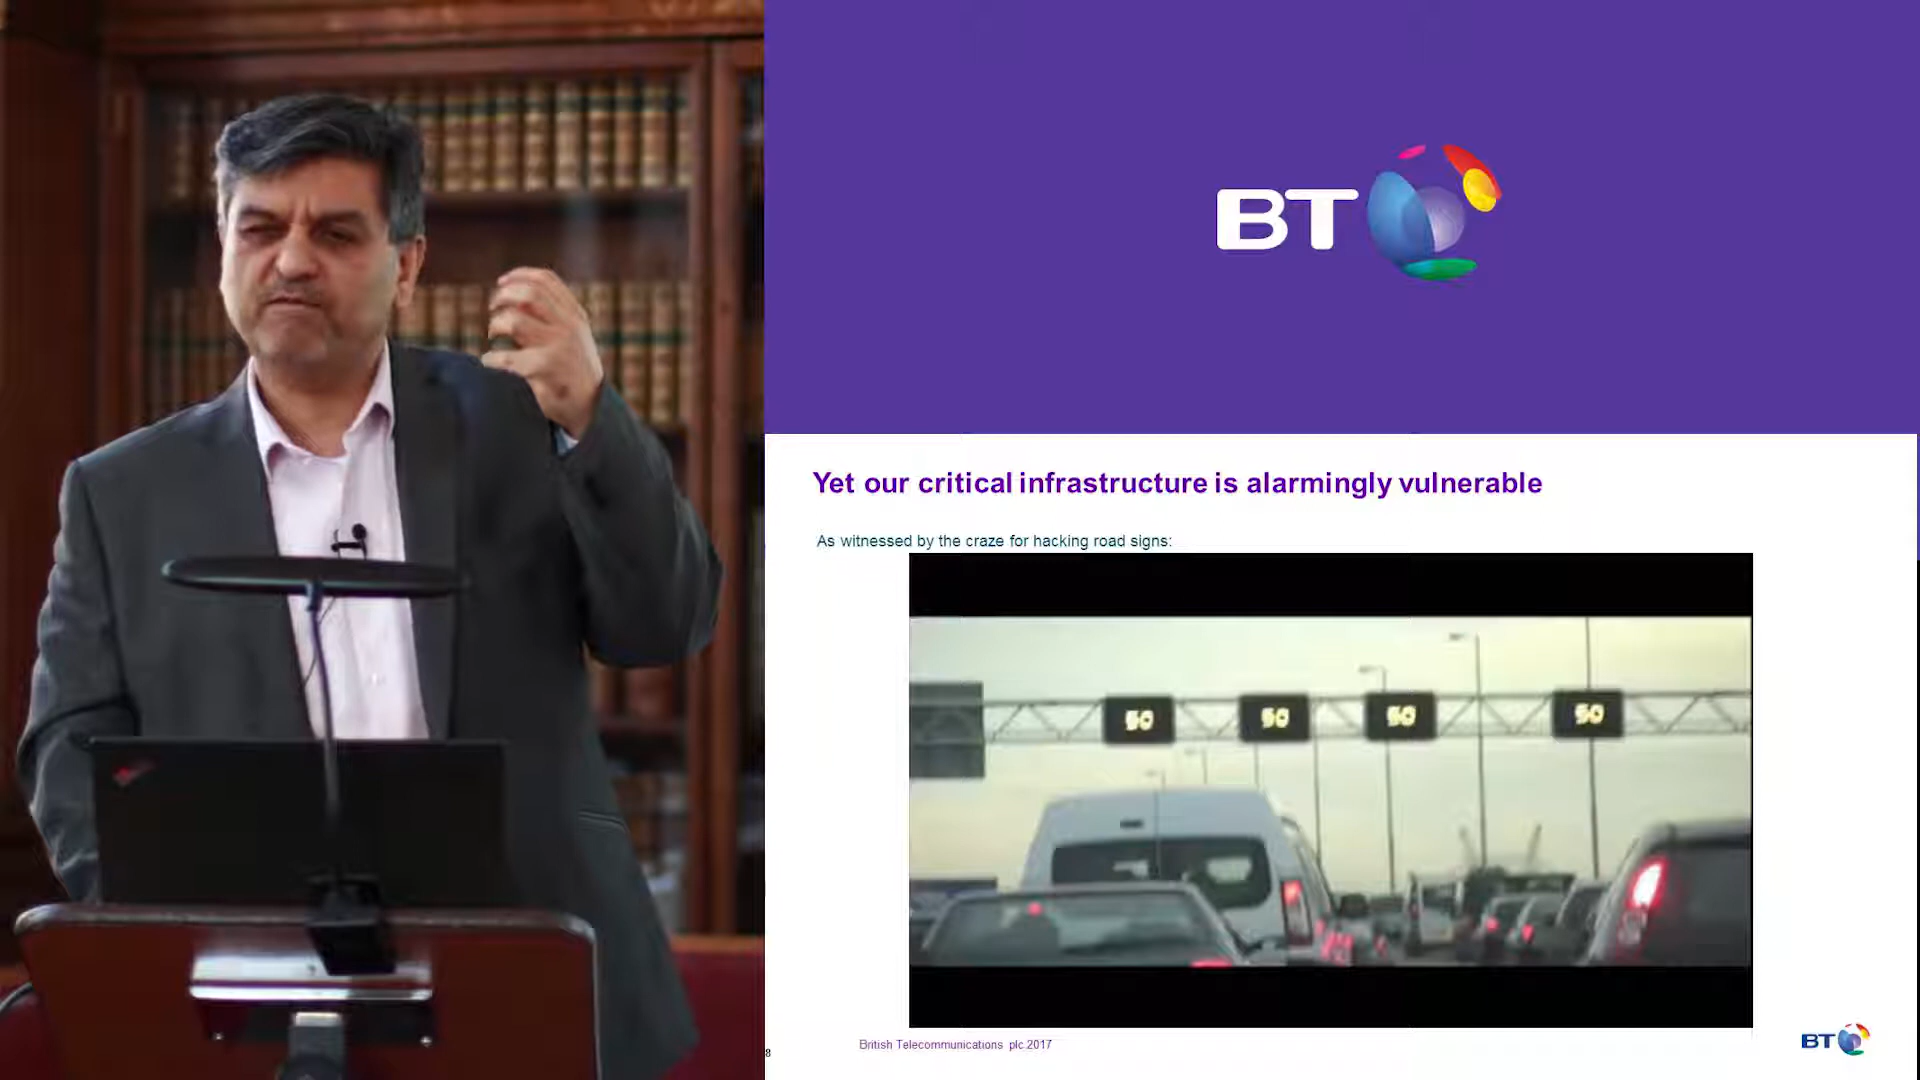 BT
Yet our critical infrastructure is alarmingly vulnerable
As witnessed by the craze for hacking road signs:
50 50 50 50
British Telecommunications plc 2017
BT
8